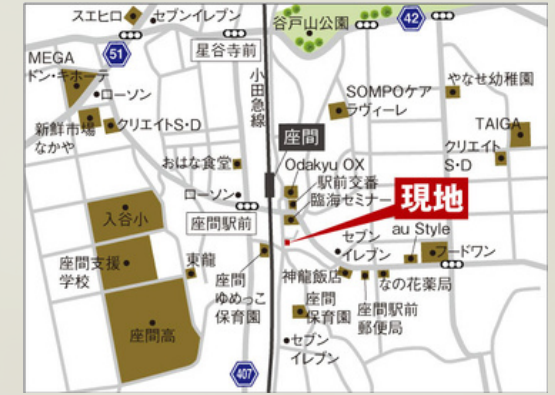 スエヒロ
セブンイレブン
谷戸山公園
42
51
星谷寺前
MEGA
ドン・キホーテ
ローソン
小田急線
SOMPOケア
ラヴィーレ
やなせ幼稚園
新鮮市場
なかや
クリエイトS・D
座間
TAIGA
クリエイト
S・D
おはな食堂
Odakyu OX
駅前交番
臨海セミナー
ローソン
現地
入谷小
座間駅前
au Style
セブン
イレブン
フードワン
座間支援
学校
東龍
座間
ゆめっこ
保育園
神龍飯店
なの花薬局
座間
保育園
座間駅前
郵便局
座間高
セブン
イレブン
407